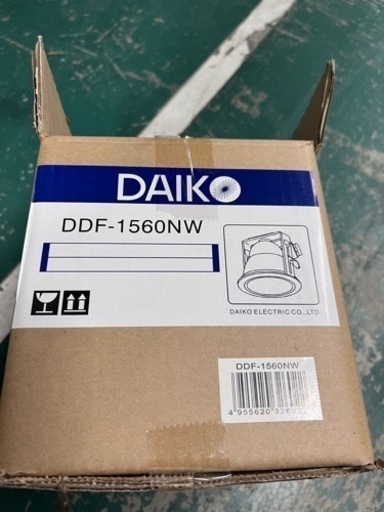 DAIKO
DDF-1560NW
DAIKO ELECTRIC CO., LTD.
DDF-1560NW